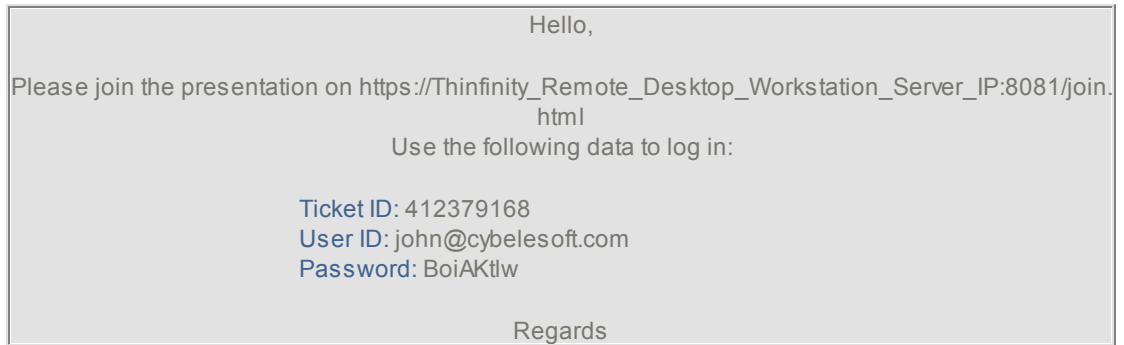 Hello,
Please join the presentation on https://Thinfinity_Remote_Desktop_Workstation_Server_IP:8081/join.
html
Use the following data to log in:
Ticket ID: 412379168
User ID: john@cybelesoft.com
Password: BoiAKtlw
Regards